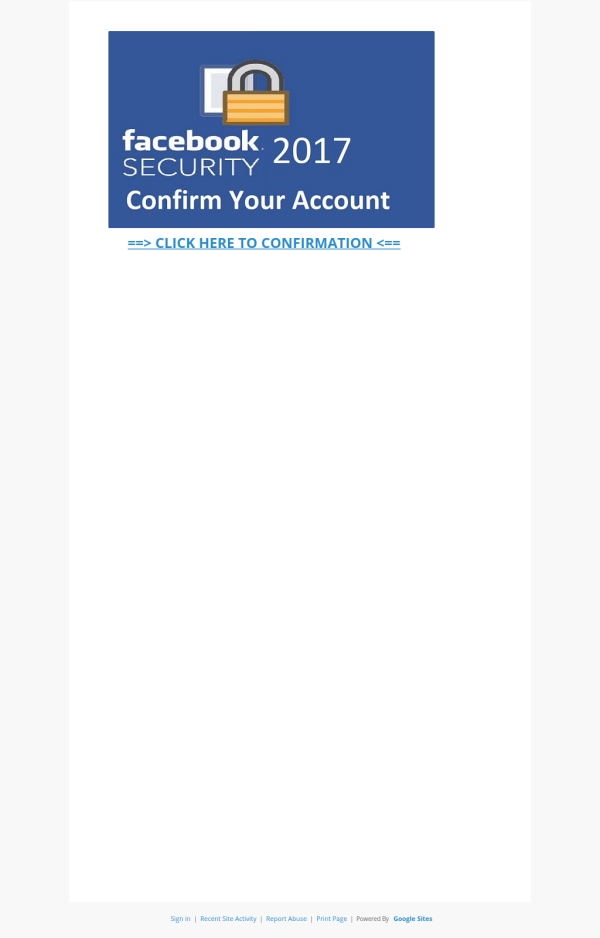 facebook
SECURITY 2017
Confirm Your Account
==> CLICK HERE TO CONFIRMATION <==
Sign in | Recent Site Activity | Report Abuse | Print Page | Powered By Google Sites